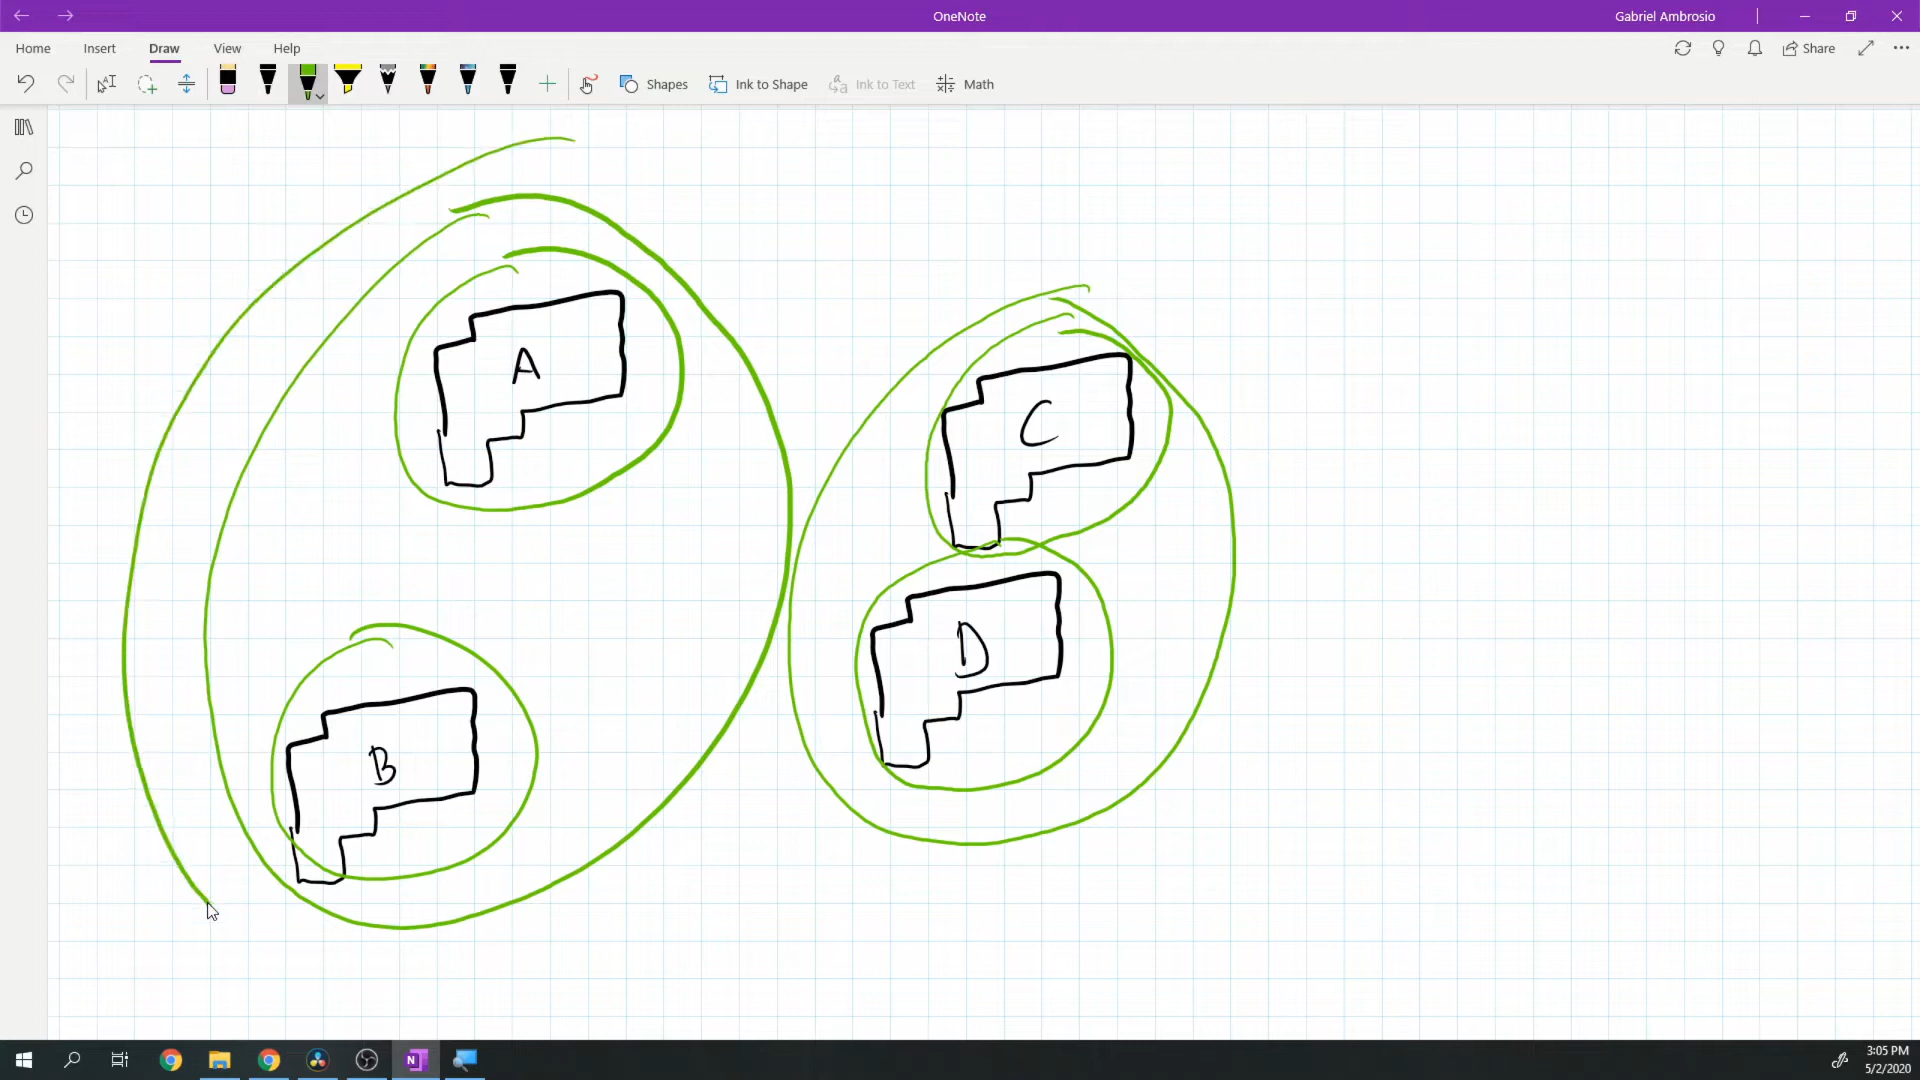 OneNote
Gabriel Ambrosio
Home Insert Draw View Help
Share
Shapes Ink to Shape Ink to Text Math
A
C
D
B
3:05 PM
5/2/2020